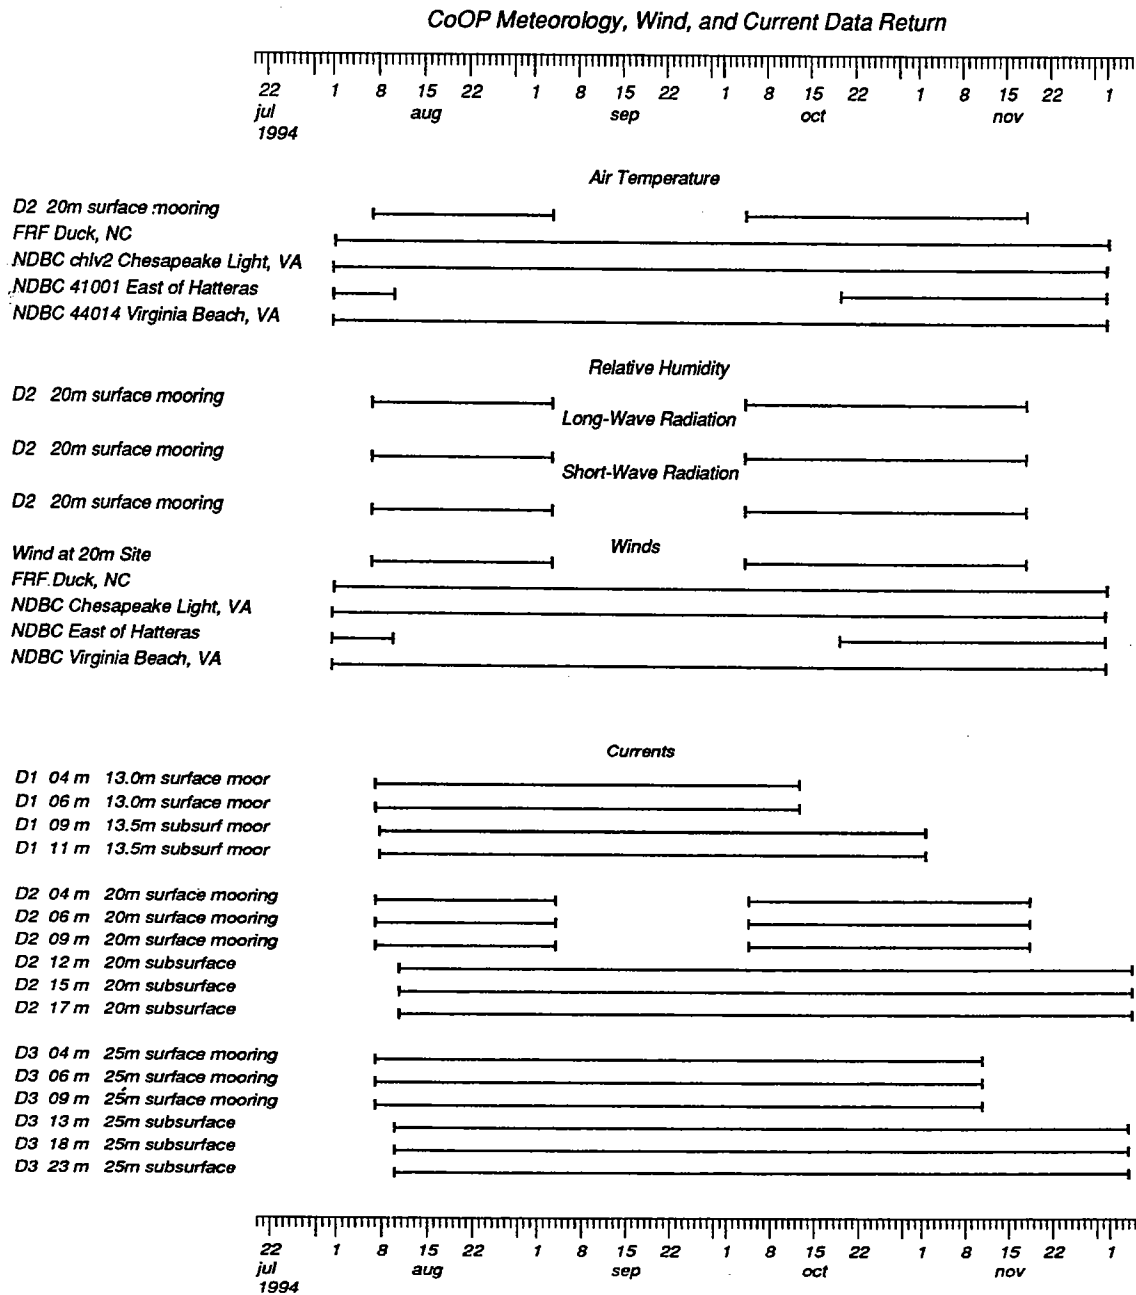 CoOP Meteorology, Wind, and Current Data Return
22 1 8 15 22 1 8 15 22 1 8 15 22 1 8 15 22 1
jul aug sep oct nov
1994
Air Temperature
D2 20m surface mooring
FRF Duck, NC
NDBC chlv2 Chesapeake Light, VA
NDBC 41001 East of Hatteras
NDBC 44014 Virginia Beach, VA
Relative Humidity
D2 20m surface mooring
Long-Wave Radiation
D2 20m surface mooring
Short-Wave Radiation
D2 20m surface mooring
Winds
Wind at 20m Site
FRF Duck, NC
NDBC Chesapeake Light, VA
NDBC East of Hatteras
NDBC Virginia Beach, VA
Currents
D1 04 m 13.0m surface moor
D1 06 m 13.0m surface moor
D1 09 m 13.5m subsurf moor
D1 11 m 13.5m subsurf moor
D2 04 m 20m surface mooring
D2 06 m 20m surface mooring
D2 09 m 20m surface mooring
D2 12 m 20m subsurface
D2 15 m 20m subsurface
D2 17 m 20m subsurface
D3 04 m 25m surface mooring
D3 06 m 25m surface mooring
D3 09 m 25m surface mooring
D3 13 m 25m subsurface
D3 18 m 25m subsurface
D3 23 m 25m subsurface
22 1 8 15 22 1 8 15 22 1 8 15 22 1 8 15 22 1
jul aug sep oct nov
1994